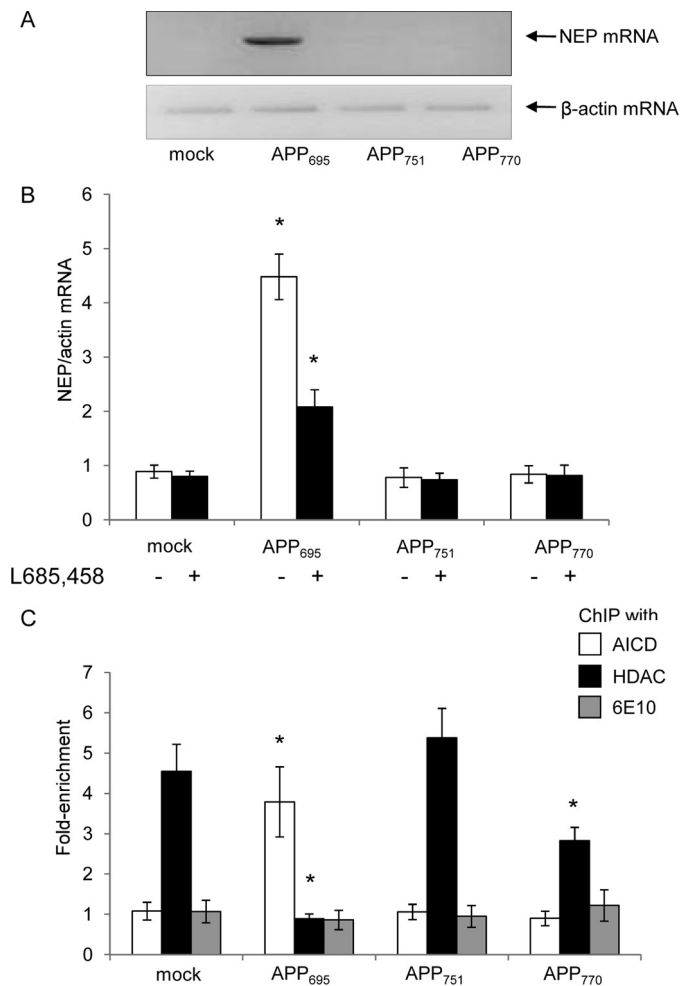 A
NEP mRNA
β-actin mRNA
mock APP695 APP751 APP770
B
NEP/actin mRNA
6
5
4
3
2
1
0
mock APP695 APP751 APP770
L685,458 - + - + - + - +
* *
C
ChIP with
AICD
HDAC
6E10
Fold-enrichment
7
6
5
4
3
2
1
0
* * *
mock APP695 APP751 APP770